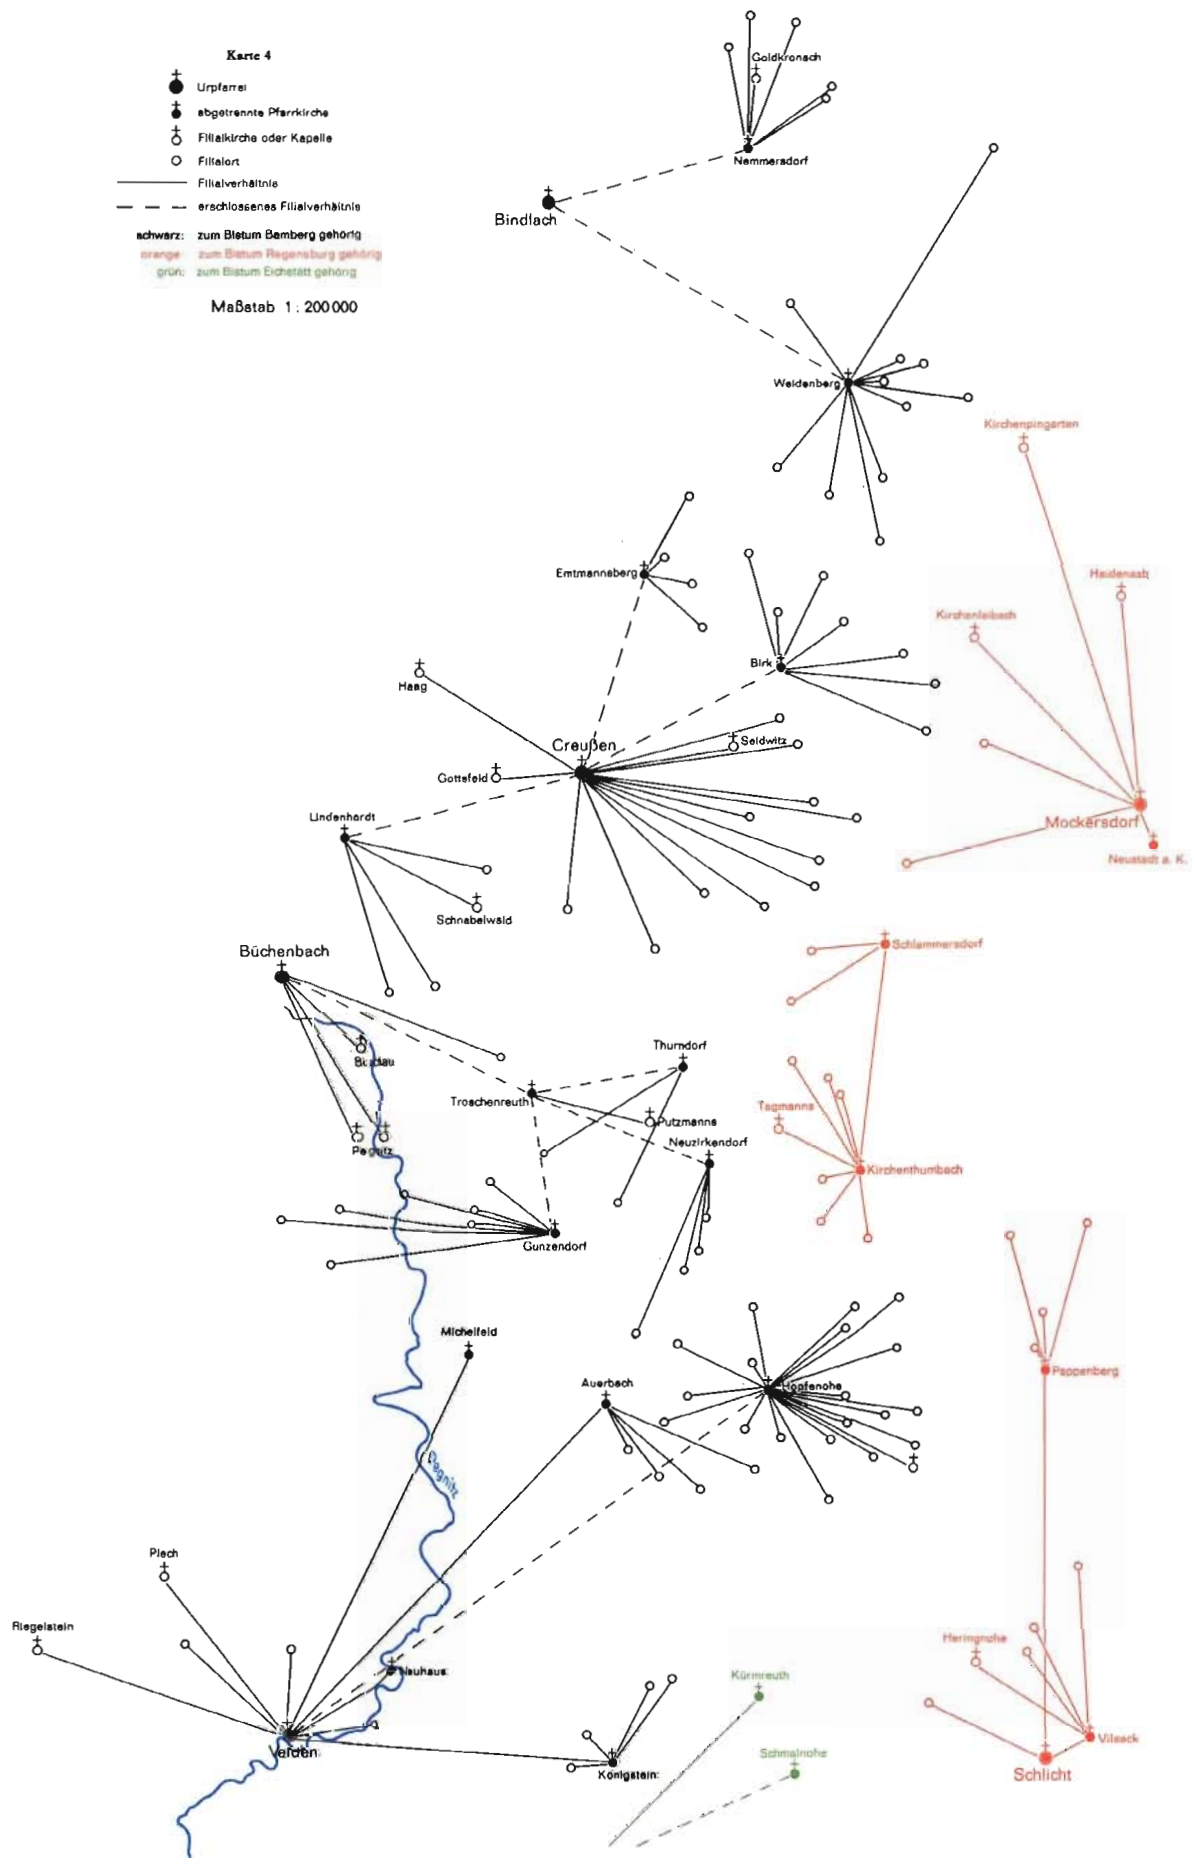 Karte 4
Urpfarrei
abgetrennte Pfarrkirche
Filialkirche oder Kapelle
Filialort
Filialverhältnis
erschlossenes Filialverhältnis
schwarz: zum Bistum Bamberg gehörig
orange zum Bistum Regensburg gehörig
grün: zum Bistum Eichstätt gehörig
Maßstab 1 : 200 000
Goldkronach
Nemmersdorf
Bindlach
Weidenberg
Kirchenpingarten
Emtmannsberg
Haidenaab
Kirchenlaibach
Birk
Haag
Seidwitz
Creußen
Gottsfeld
Lindenhardt
Mockersdorf
Neustadt a. K.
Schnabelwaid
Büchenbach
Schlammersdorf
Thurndorf
Buchau
Troschenreuth
Tagmanns
Putzmanns
Pegnitz
Neuzirkendorf
Kirchenthumbach
Gunzendorf
Michelfeld
Pappenberg
Auerbach
Hopfenohe
Pegnitz
Plech
Riegelstein
Heringnohe
Neuhaus
Kürmreuth
Vilseck
Velden
Schmalnohe
Königstein
Schlicht